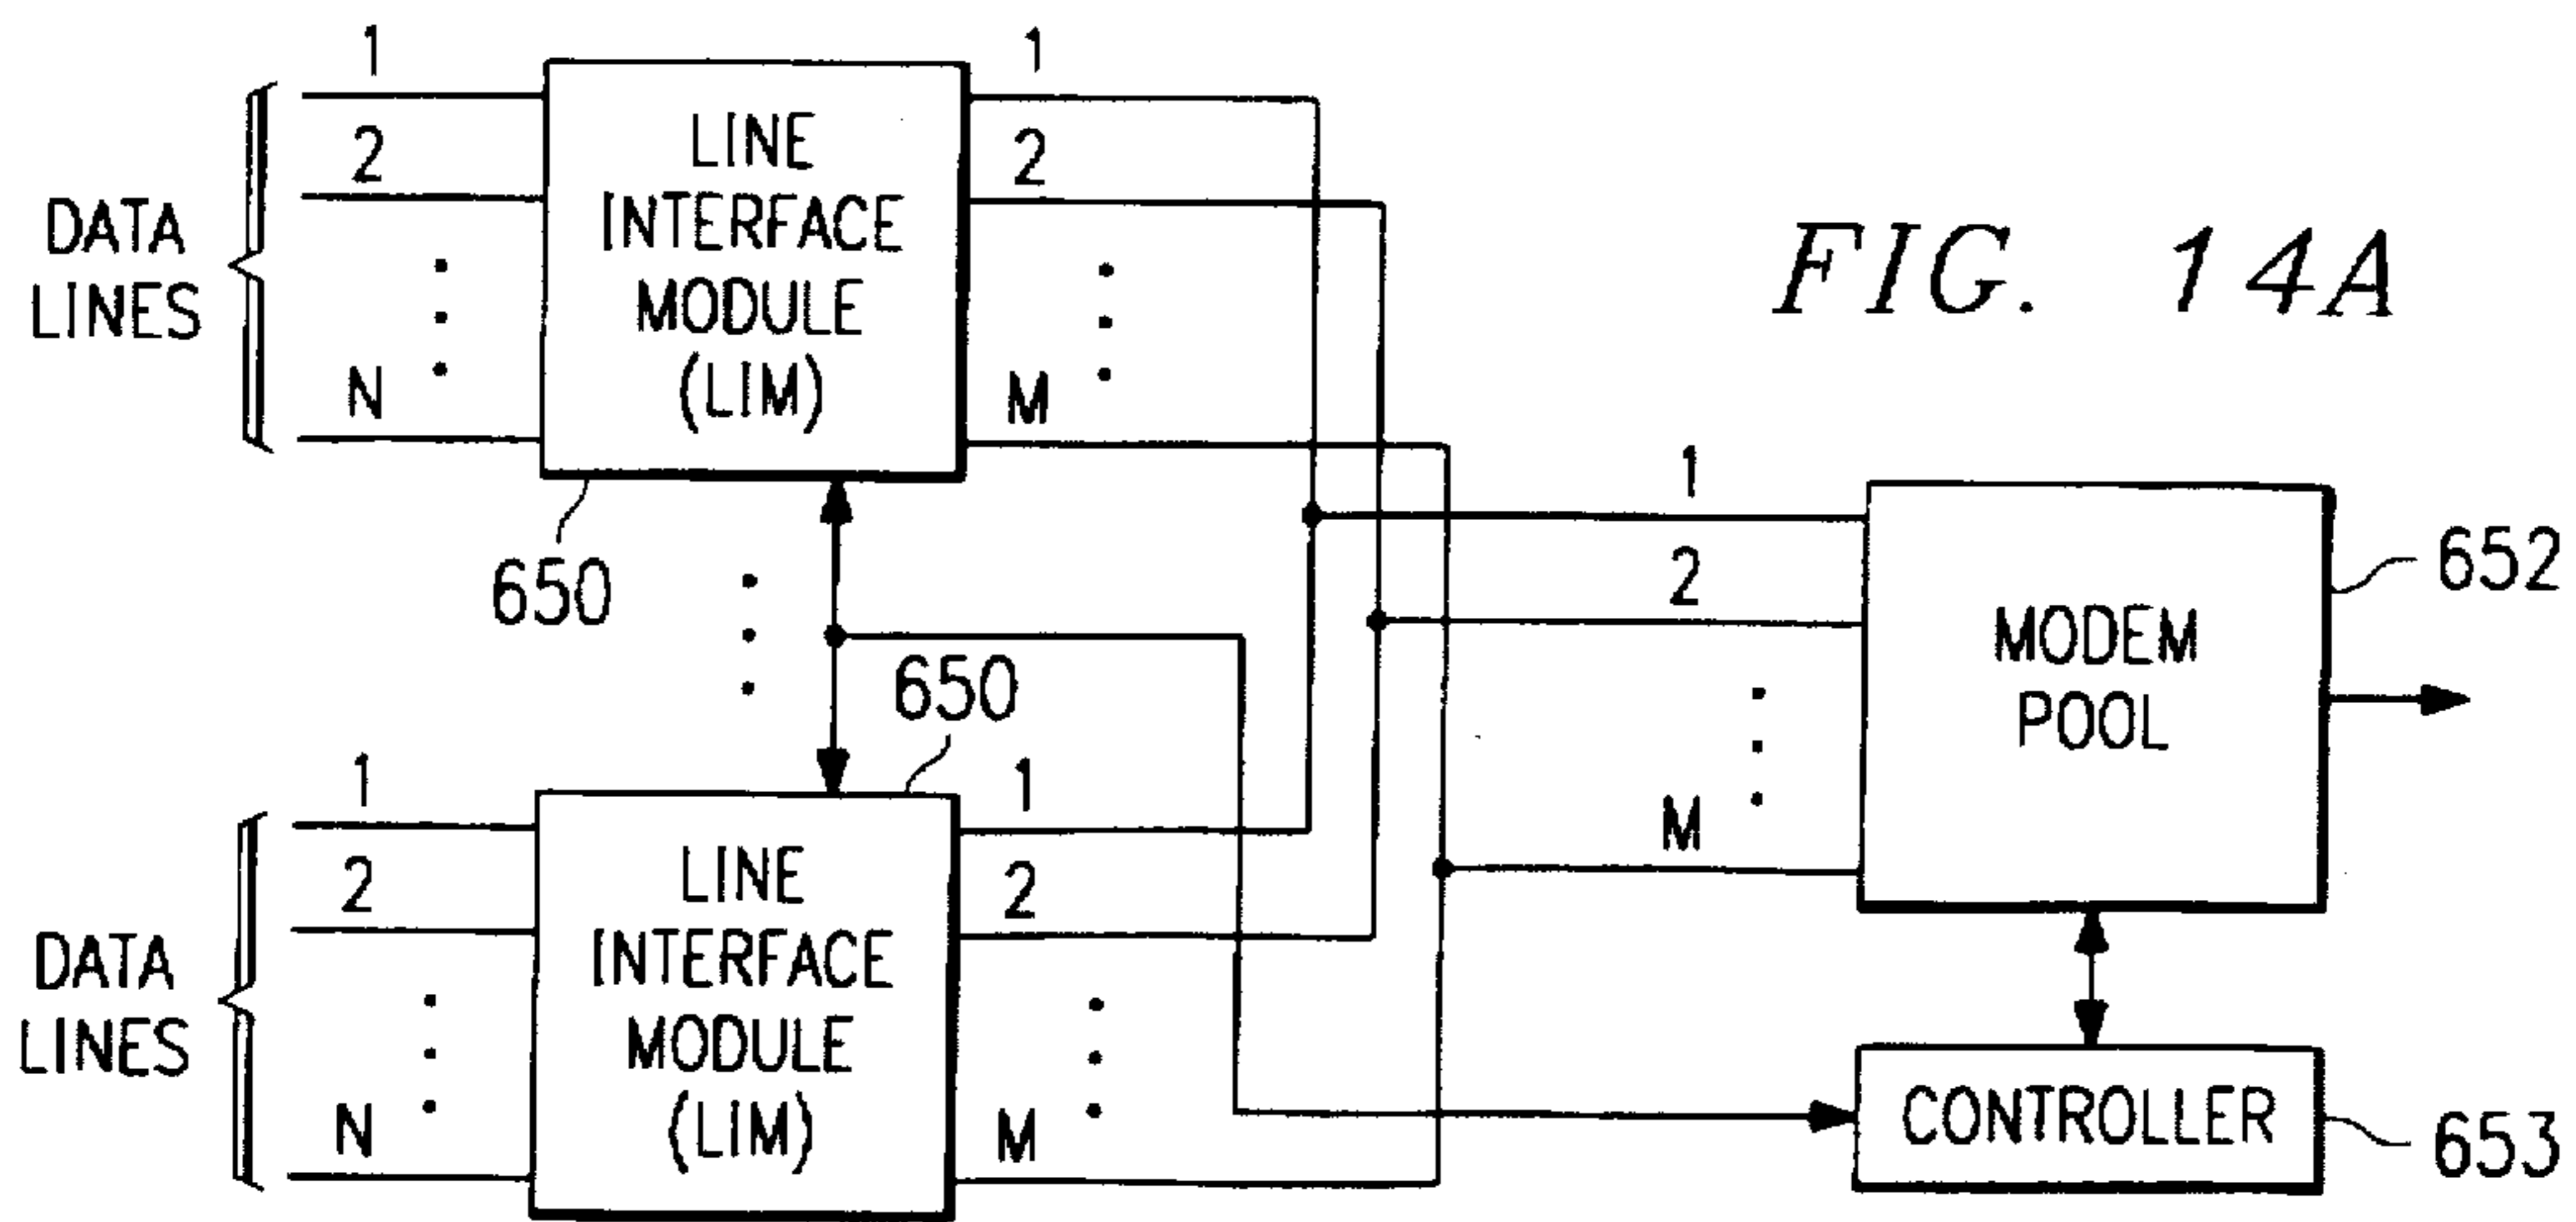 FIG. 14A
DATA
LINES
1
2
N
LINE
INTERFACE
MODULE
(LIM)
1
2
M
650
650
DATA
LINES
1
2
N
LINE
INTERFACE
MODULE
(LIM)
1
2
M
1
2
M
MODEM
POOL
652
CONTROLLER
653